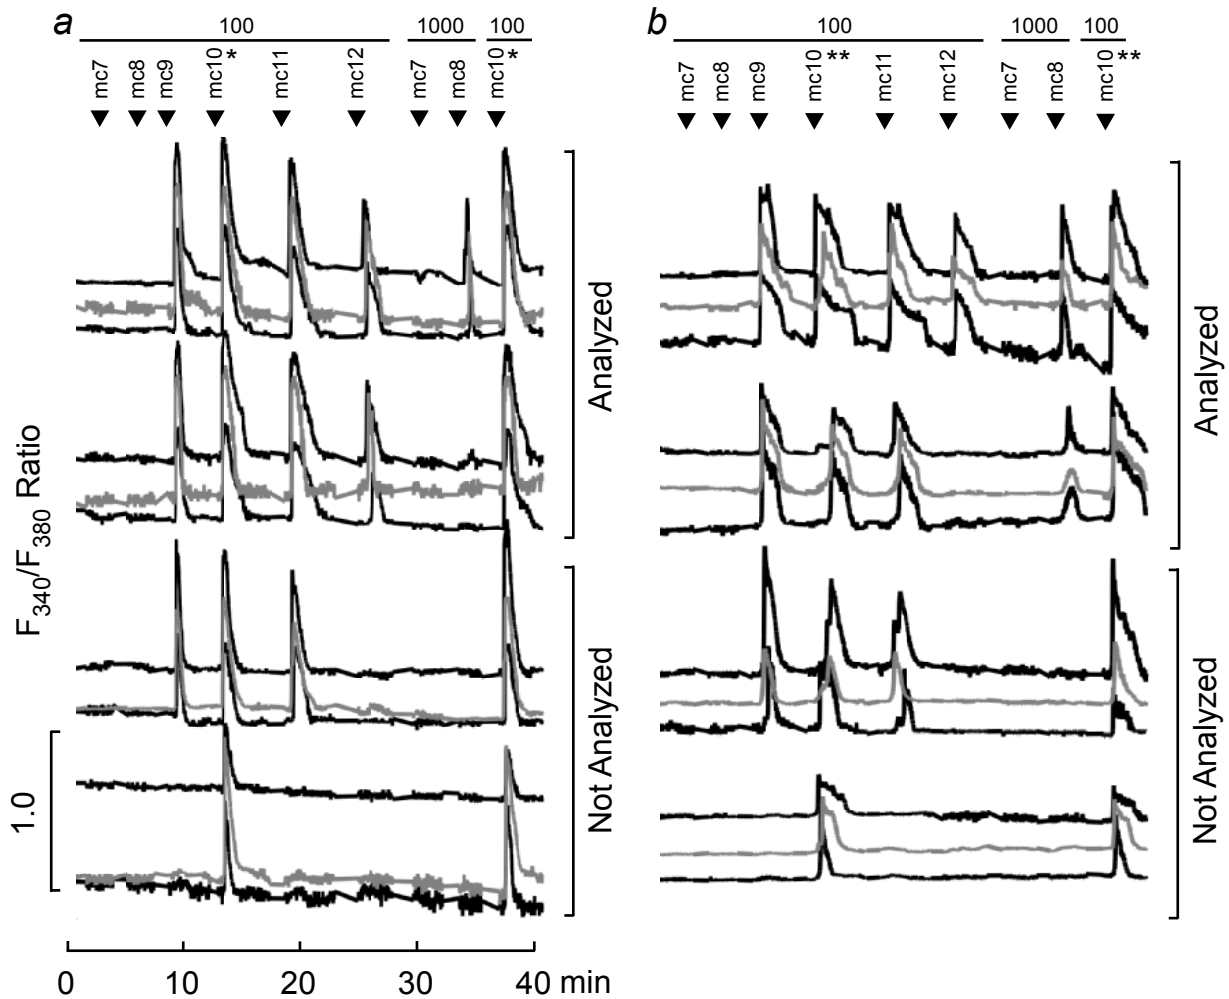 a
100
1000
100
mc7
mc8
mc9
mc10 *
mc11
mc12
mc7
mc8
mc10 *
b
100
1000
100
mc7
mc8
mc9
mc10 **
mc11
mc12
mc7
mc8
mc10 **
F340/F380 Ratio
1.0
Analyzed
Not Analyzed
Analyzed
Not Analyzed
0 10 20 30 40 min